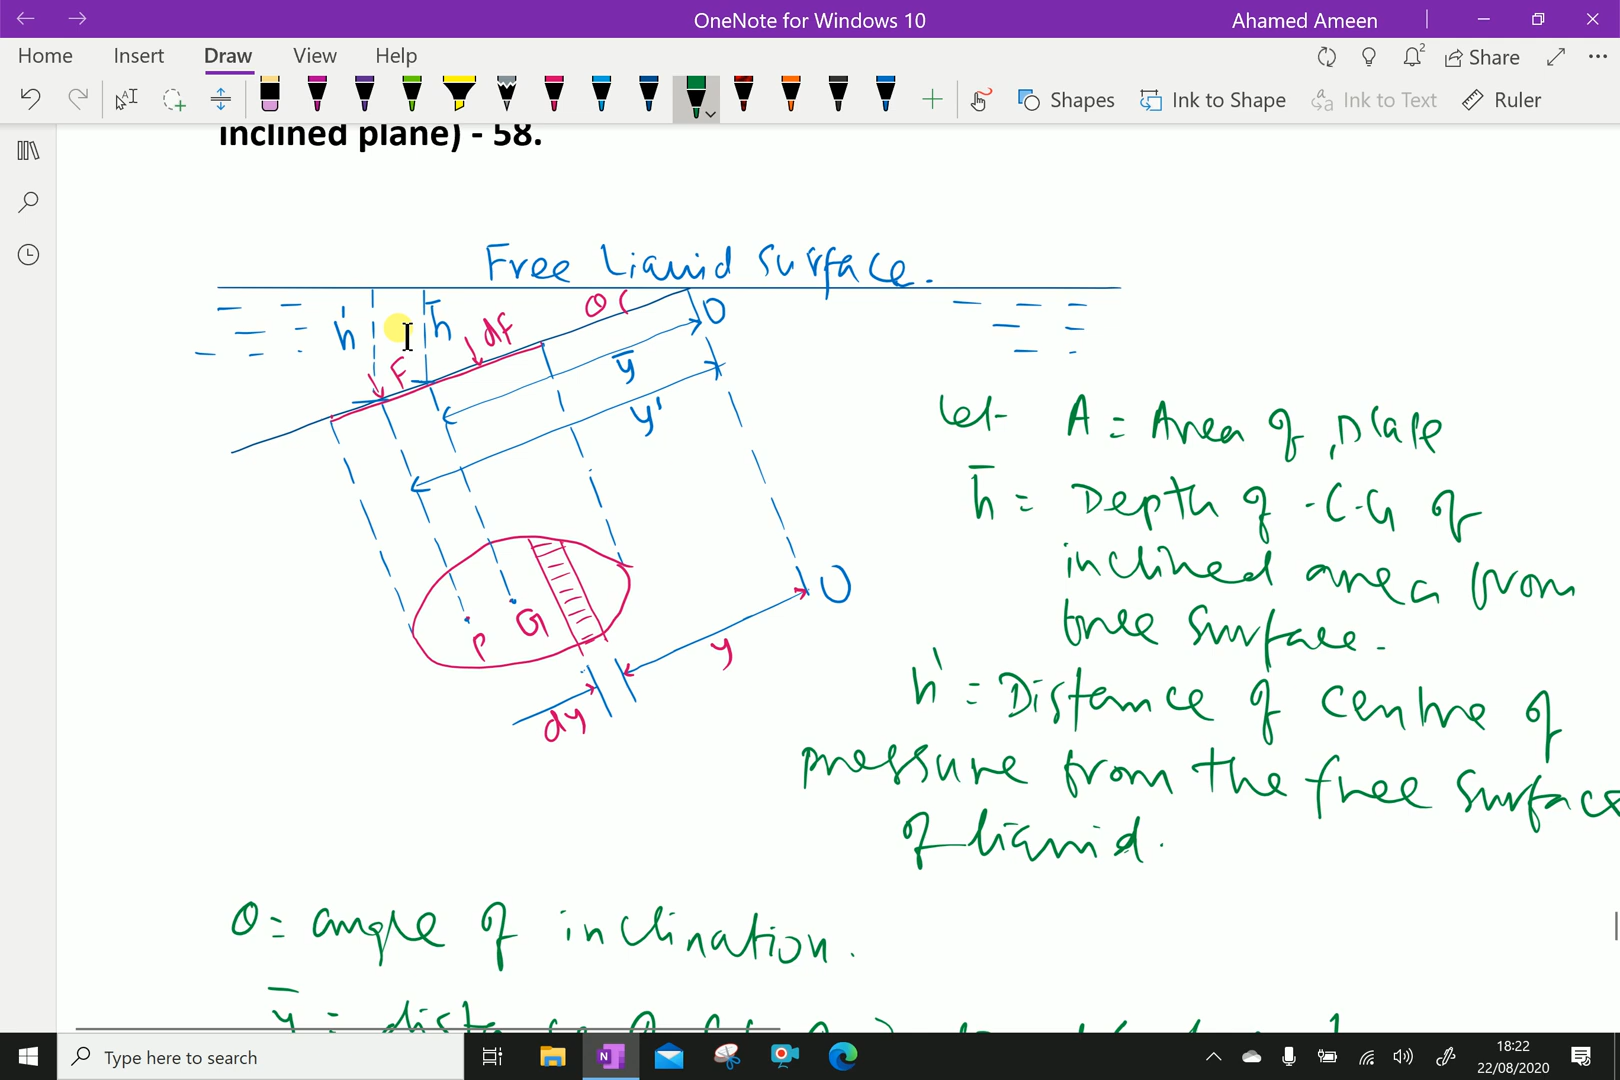 OneNote for Windows 10
Ahamed Ameen
Home Insert Draw View Help
2
Share
Shapes
Ink to Shape
Ink to Text
Ruler
inclined plane) - 58.
Free Liquid Surface.
h'
h̄
θ
O
dF
F
ȳ
y'
P
G
O
y
dy
Let A = Area of plate
h̄ = Depth of C.G of
inclined area from
free surface.
h' = Distance of centre of
pressure from the free surface
of liquid.
θ = angle of inclination.
ȳ =
Type here to search
18:22
22/08/2020